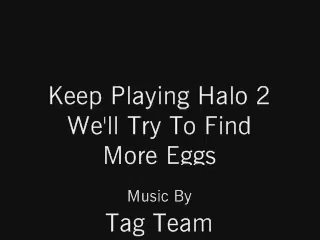 Keep Playing Halo 2
We'll Try To Find
More Eggs
Music By
Tag Team